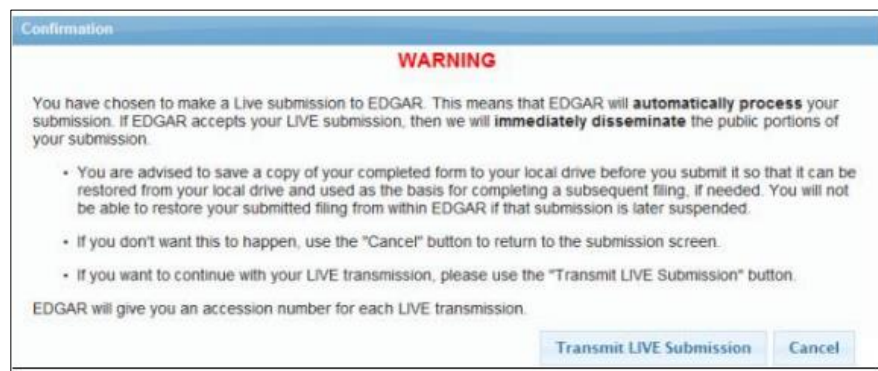 Confirmation
WARNING
You have chosen to make a Live submission to EDGAR. This means that EDGAR will automatically process your
submission. If EDGAR accepts your LIVE submission, then we will immediately disseminate the public portions of
your submission.
• You are advised to save a copy of your completed form to your local drive before you submit it so that it can be
restored from your local drive and used as the basis for completing a subsequent filing, if needed. You will not
be able to restore your submitted filing from within EDGAR if that submission is later suspended.
• If you don't want this to happen, use the "Cancel" button to return to the submission screen.
• If you want to continue with your LIVE transmission, please use the "Transmit LIVE Submission" button.
EDGAR will give you an accession number for each LIVE transmission.
Transmit LIVE Submission Cancel